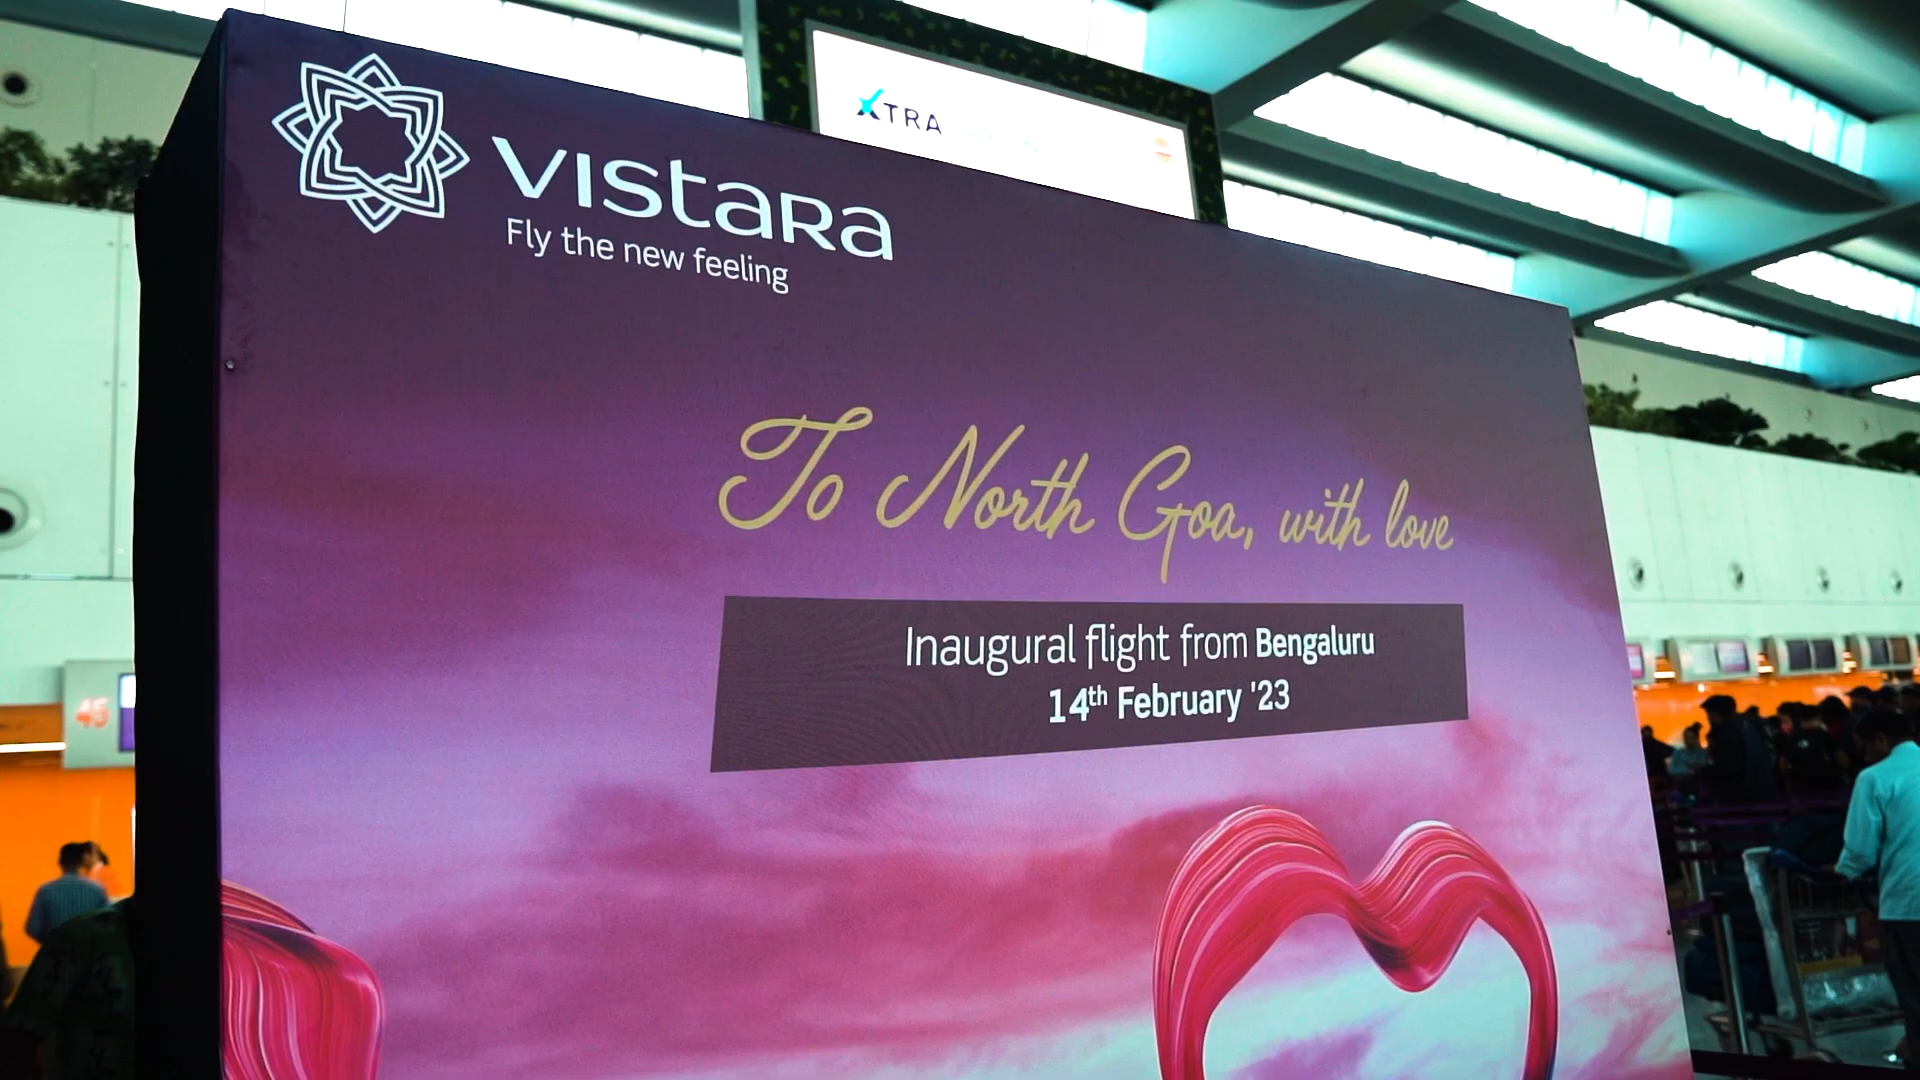 XTRA
VISTARA
Fly the new feeling
To North Goa, with love
Inaugural flight from Bengaluru
14th February '23
45